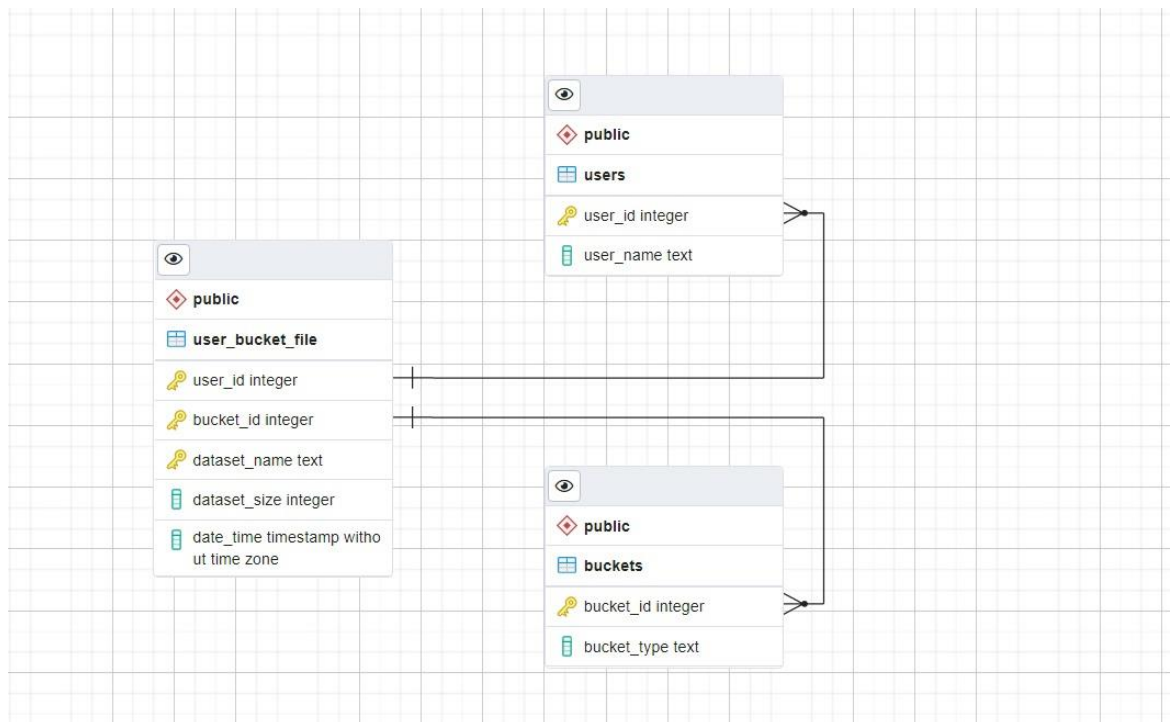 public
users
user_id integer
user_name text
public
user_bucket_file
user_id integer
bucket_id integer
dataset_name text
dataset_size integer
date_time timestamp witho
ut time zone
public
buckets
bucket_id integer
bucket_type text